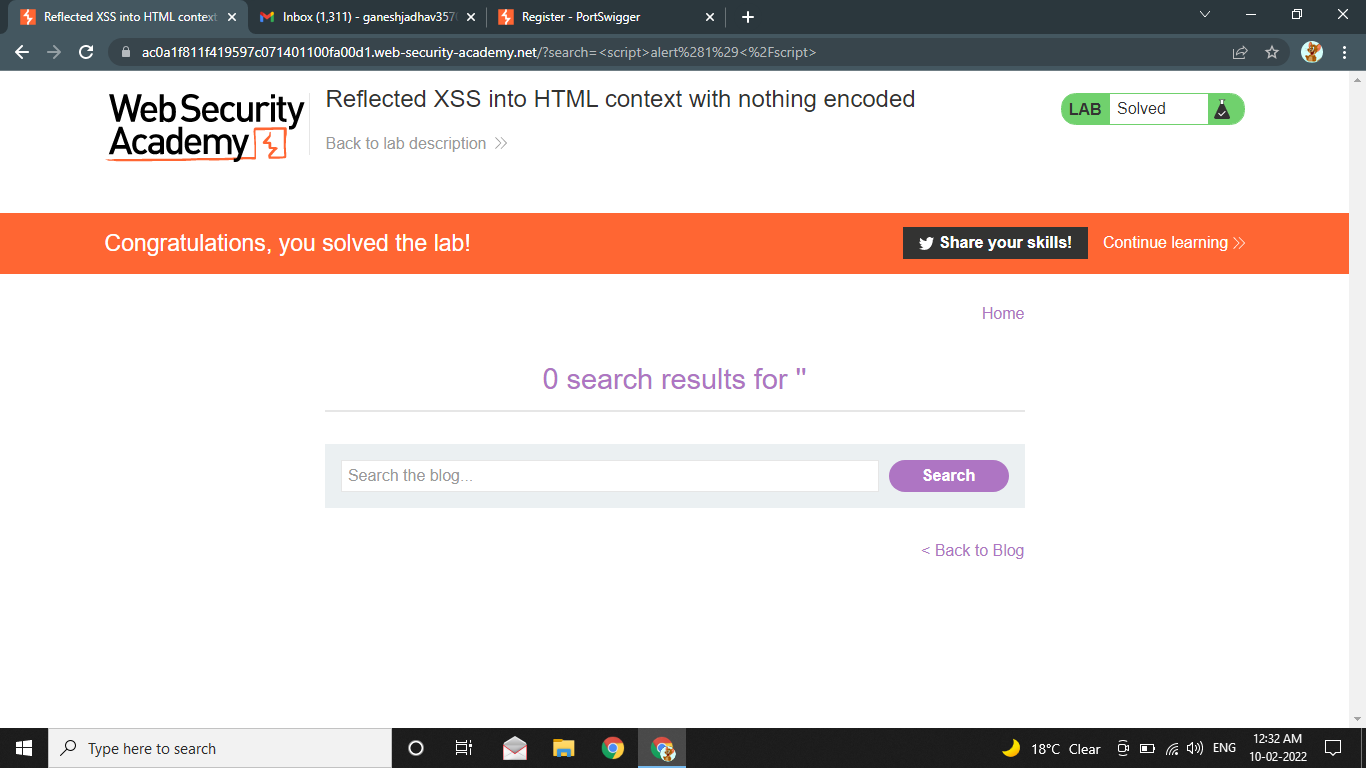 Reflected XSS into HTML context
Inbox (1,311) - ganeshjadhav357
Register - PortSwigger
ac0a1f811f419597c071401100fa00d1.web-security-academy.net/?search=<script>alert%281%29<%2Fscript>
Web Security
Academy
Reflected XSS into HTML context with nothing encoded
Back to lab description
LAB Solved
Congratulations, you solved the lab!
Share your skills!
Continue learning
Home
0 search results for ''
Search the blog...
Search
< Back to Blog
Type here to search
18°C Clear
ENG
12:32 AM
10-02-2022